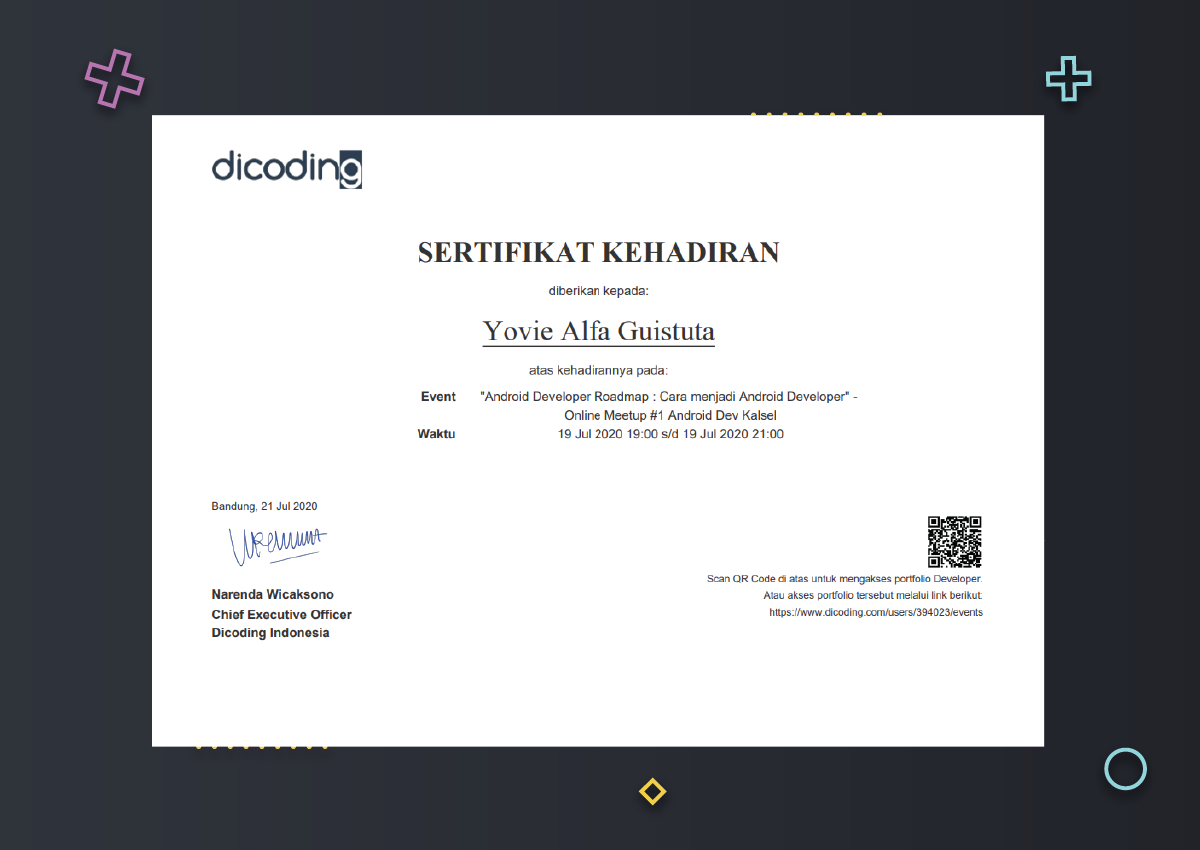 dicoding
SERTIFIKAT KEHADIRAN
diberikan kepada:
Yovie Alfa Guistuta
atas kehadirannya pada:
Event "Android Developer Roadmap : Cara menjadi Android Developer" -
Online Meetup #1 Android Dev Kalsel
Waktu 19 Jul 2020 19:00 s/d 19 Jul 2020 21:00
Bandung, 21 Jul 2020
Narenda Wicaksono
Chief Executive Officer
Dicoding Indonesia
Scan QR Code di atas untuk mengakses portfolio Developer.
Atau akses portfolio tersebut melalui link berikut:
https://www.dicoding.com/users/394023/events